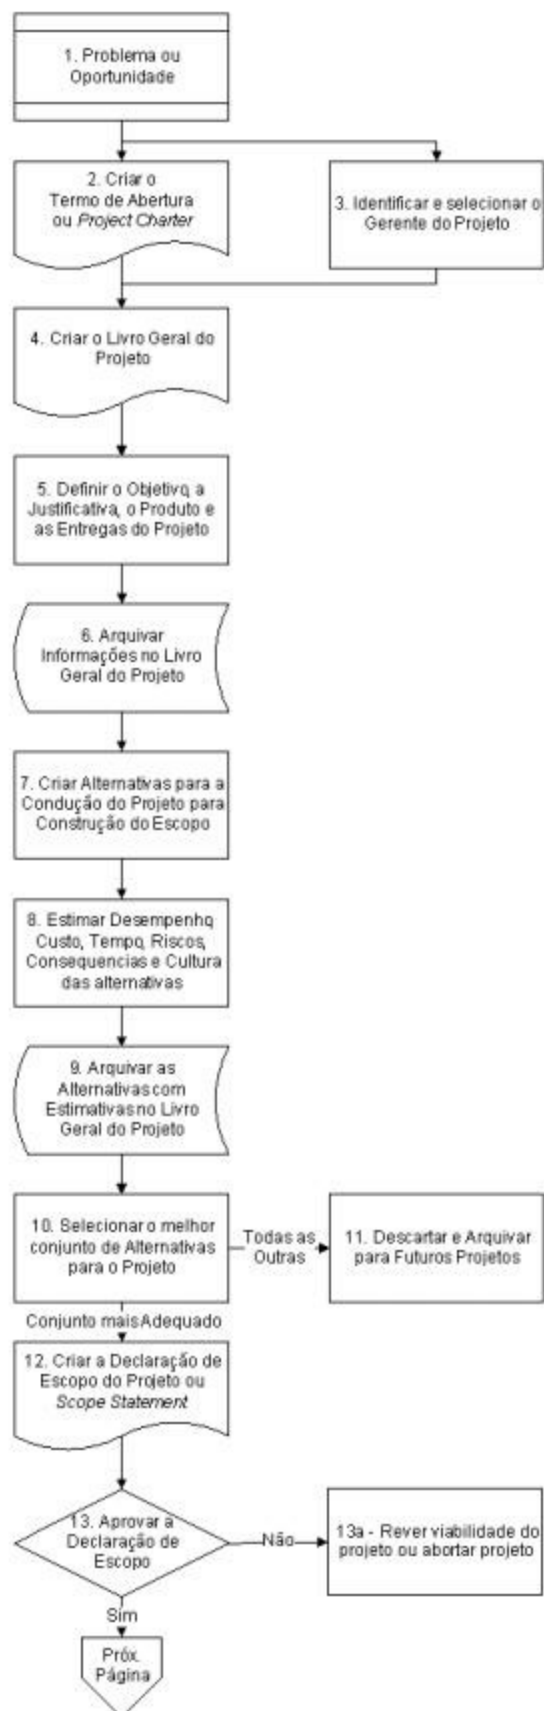 1. Problema ou
Oportunidade
2. Criar o
Termo de Abertura
ou Project Charter
3. Identificar e selecionar o
Gerente do Projeto
4. Criar o Livro Geral do
Projeto
5. Definir o Objetivo, a
Justificativa, o Produto e
as Entregas do Projeto
6. Arquivar
Informações no Livro
Geral do Projeto
7. Criar Alternativas para a
Condução do Projeto para
Construção do Escopo
8. Estimar Desempenho,
Custo, Tempo, Riscos,
Consequencias e Cultura
das alternativas
9. Arquivar as
Alternativas com
Estimativas no Livro
Geral do Projeto
10. Selecionar o melhor
conjunto de Alternativas
para o Projeto
Todas as
Outras
11. Descartar e Arquivar
para Futuros Projetos
Conjunto mais Adequado
12. Criar a Declaração de
Escopo do Projeto ou
Scope Statement
13. Aprovar a
Declaração de
Escopo
Não
13a - Rever viabilidade do
projeto ou abortar projeto
Sim
Próx.
Página